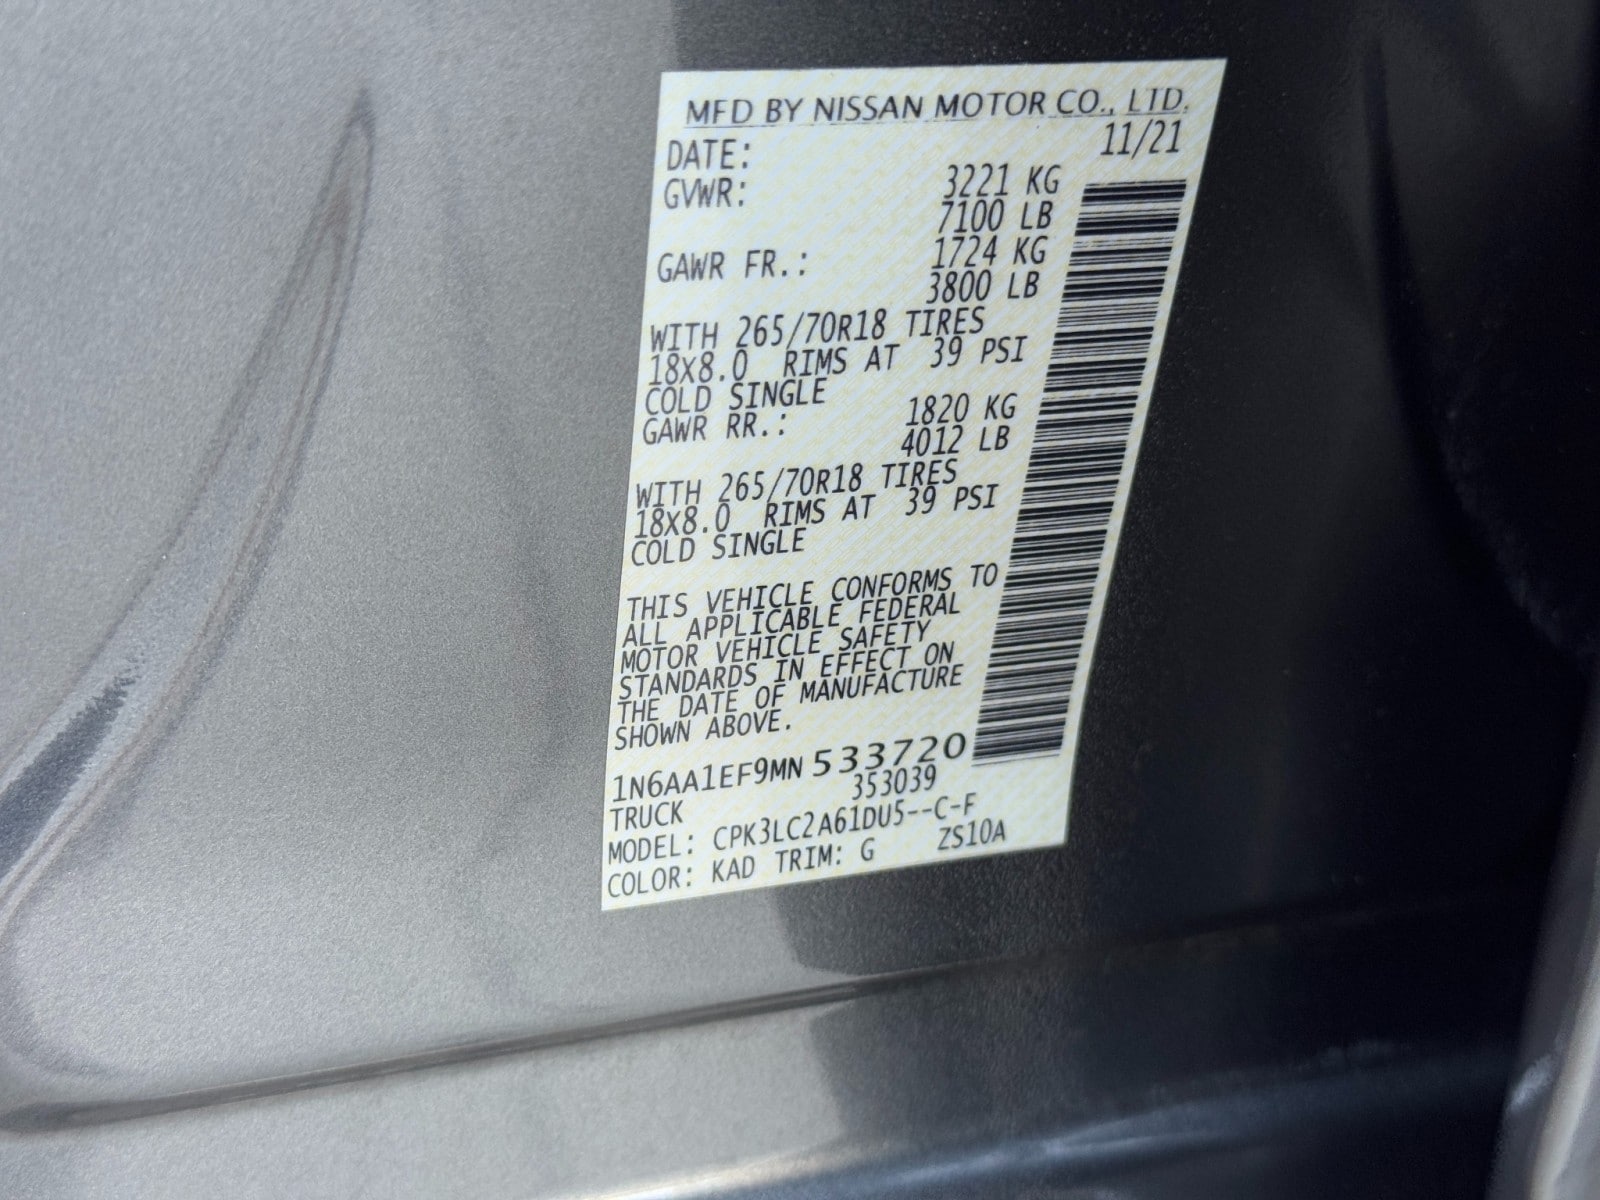 MFD BY NISSAN MOTOR CO., LTD.
DATE: 11/21
GVWR: 3221 KG
7100 LB
GAWR FR.: 1724 KG
3800 LB
WITH 265/70R18 TIRES
18X8.0 RIMS AT 39 PSI
COLD SINGLE
GAWR RR.: 1820 KG
4012 LB
WITH 265/70R18 TIRES
18X8.0 RIMS AT 39 PSI
COLD SINGLE
THIS VEHICLE CONFORMS TO
ALL APPLICABLE FEDERAL
MOTOR VEHICLE SAFETY
STANDARDS IN EFFECT ON
THE DATE OF MANUFACTURE
SHOWN ABOVE.
1N6AA1EF9MN 533720
TRUCK 353039
MODEL: CPK3LC2A61DU5--C-F
COLOR: KAD TRIM: G ZS10A